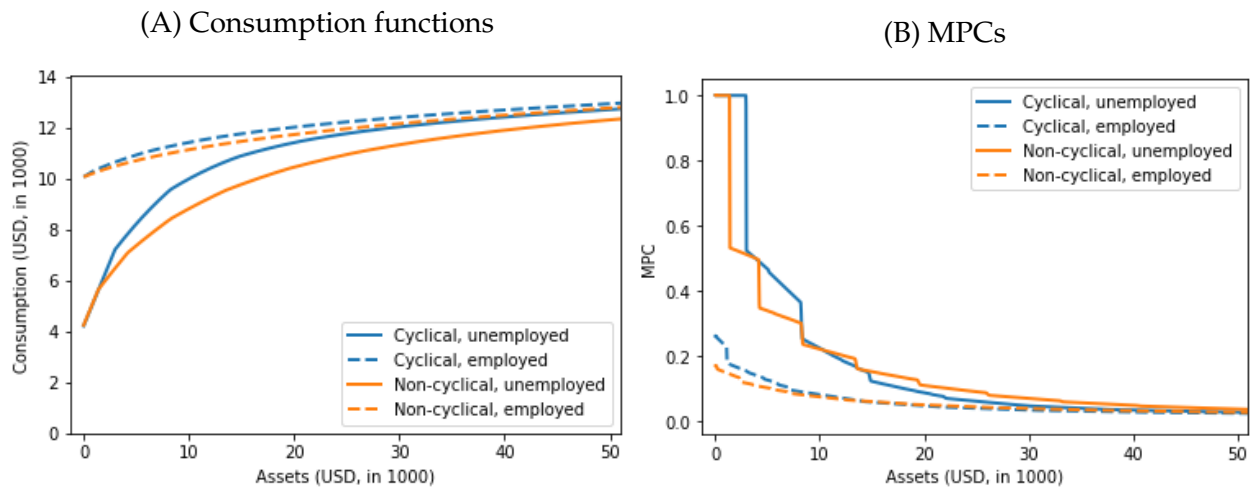 (A) Consumption functions
Consumption (USD, in 1000)
14
12
10
8
6
4
2
0
Cyclical, unemployed
Cyclical, employed
Non-cyclical, unemployed
Non-cyclical, employed
0 10 20 30 40 50
Assets (USD, in 1000)
(B) MPCs
MPC
1.0
0.8
0.6
0.4
0.2
0.0
Cyclical, unemployed
Cyclical, employed
Non-cyclical, unemployed
Non-cyclical, employed
0 10 20 30 40 50
Assets (USD, in 1000)